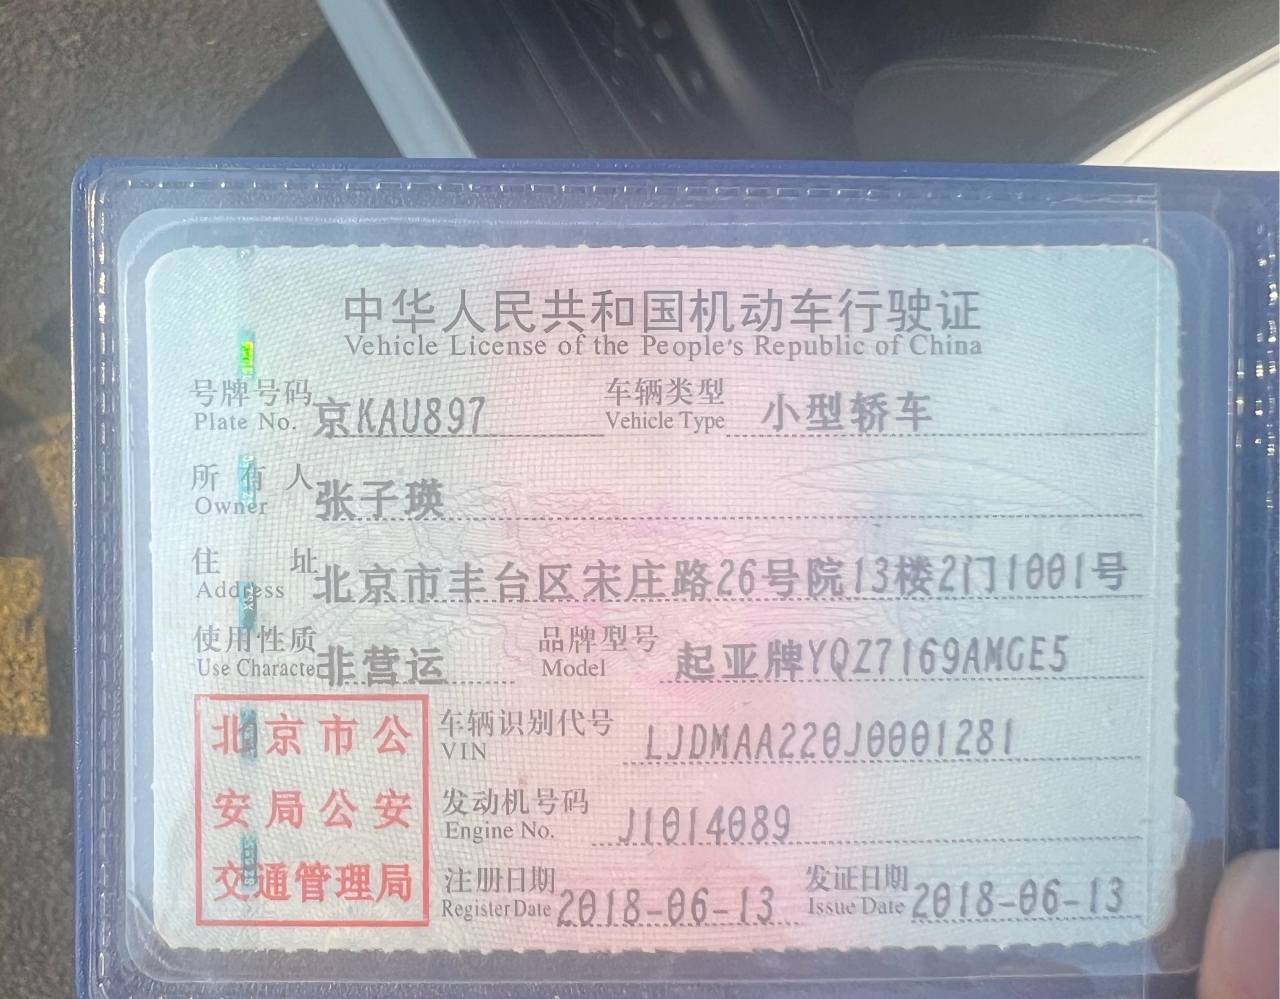 中华人民共和国机动车行驶证
Vehicle License of the People's Republic of China
号牌号码 京KAU897 车辆类型 小型轿车
Plate No. Vehicle Type
所有人 张子瑛
Owner
住址 北京市丰台区宋庄路26号院13楼2门1001号
Address
使用性质 非营运 品牌型号 起亚牌YQZ7169AMGE5
Use Character Model
北京市公
安局公安
交通管理局
车辆识别代号 LJDMAA220J0001281
VIN
发动机号码 J1014089
Engine No.
注册日期 2018-06-13 发证日期 2018-06-13
Register Date Issue Date